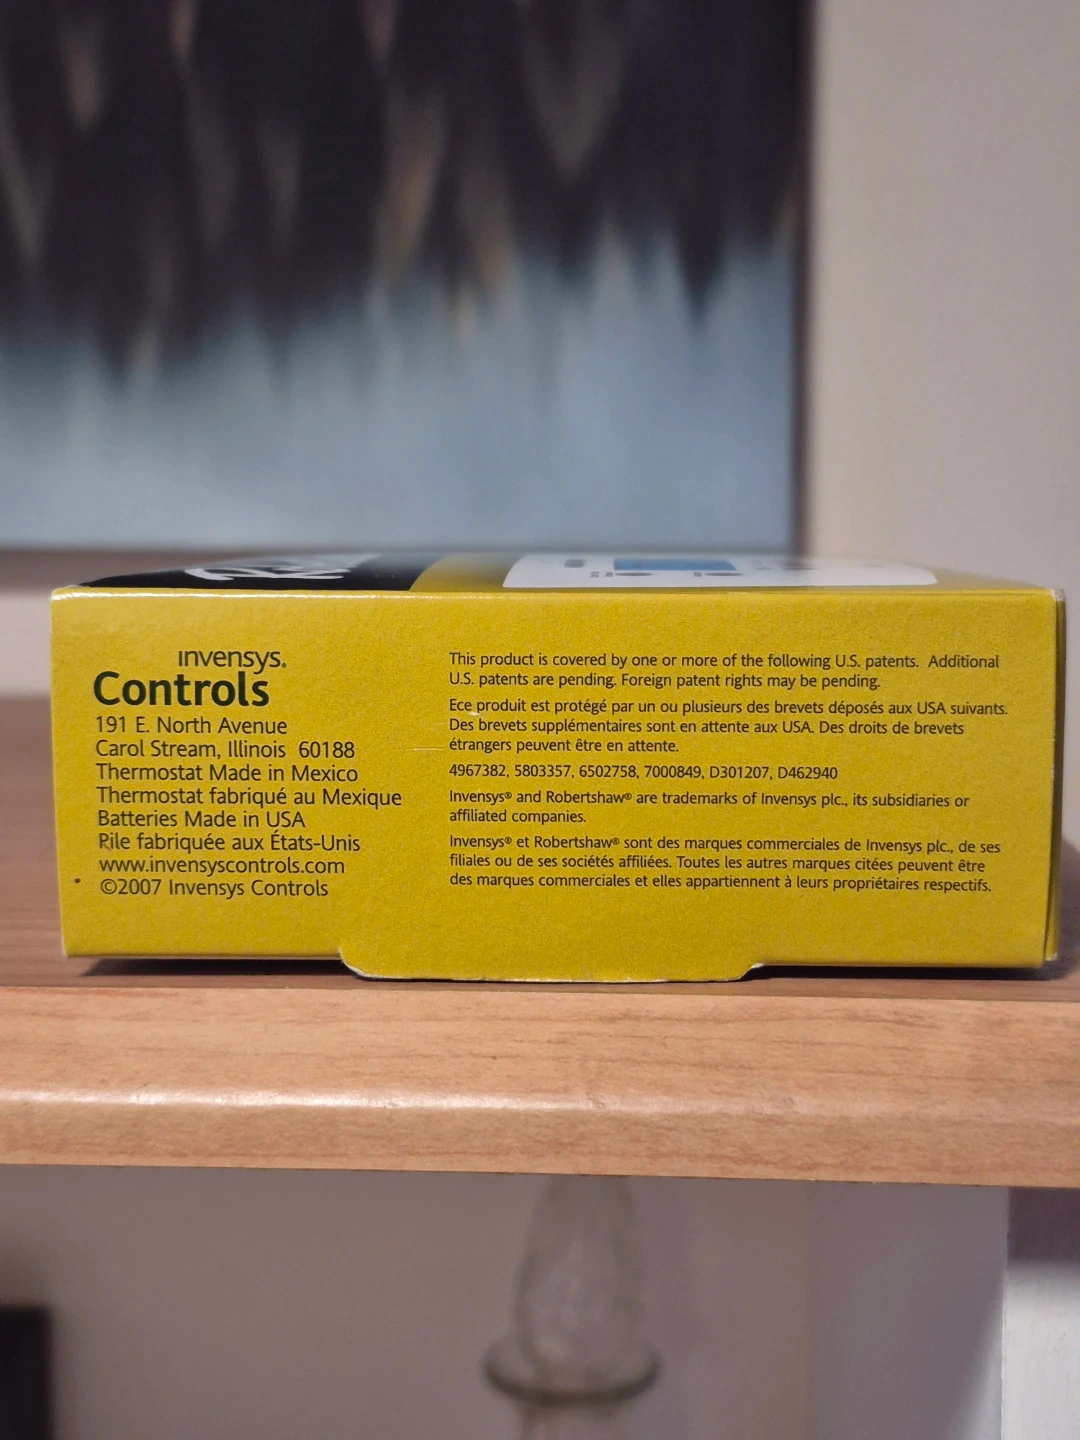 invensys.
Controls
191 E. North Avenue
Carol Stream, Illinois 60188
Thermostat Made in Mexico
Thermostat fabriqué au Mexique
Batteries Made in USA
Pile fabriquée aux États-Unis
www.invensyscontrols.com
©2007 Invensys Controls
This product is covered by one or more of the following U.S. patents. Additional
U.S. patents are pending. Foreign patent rights may be pending.
Ece produit est protégé par un ou plusieurs des brevets déposés aux USA suivants.
Des brevets supplémentaires sont en attente aux USA. Des droits de brevets
étrangers peuvent être en attente.
4967382, 5803357, 6502758, 7000849, D301207, D462940
Invensys® and Robertshaw® are trademarks of Invensys plc., its subsidiaries or
affiliated companies.
Invensys® et Robertshaw® sont des marques commerciales de Invensys plc., de ses
filiales ou de ses sociétés affiliées. Toutes les autres marques citées peuvent être
des marques commerciales et elles appartiennent à leurs propriétaires respectifs.